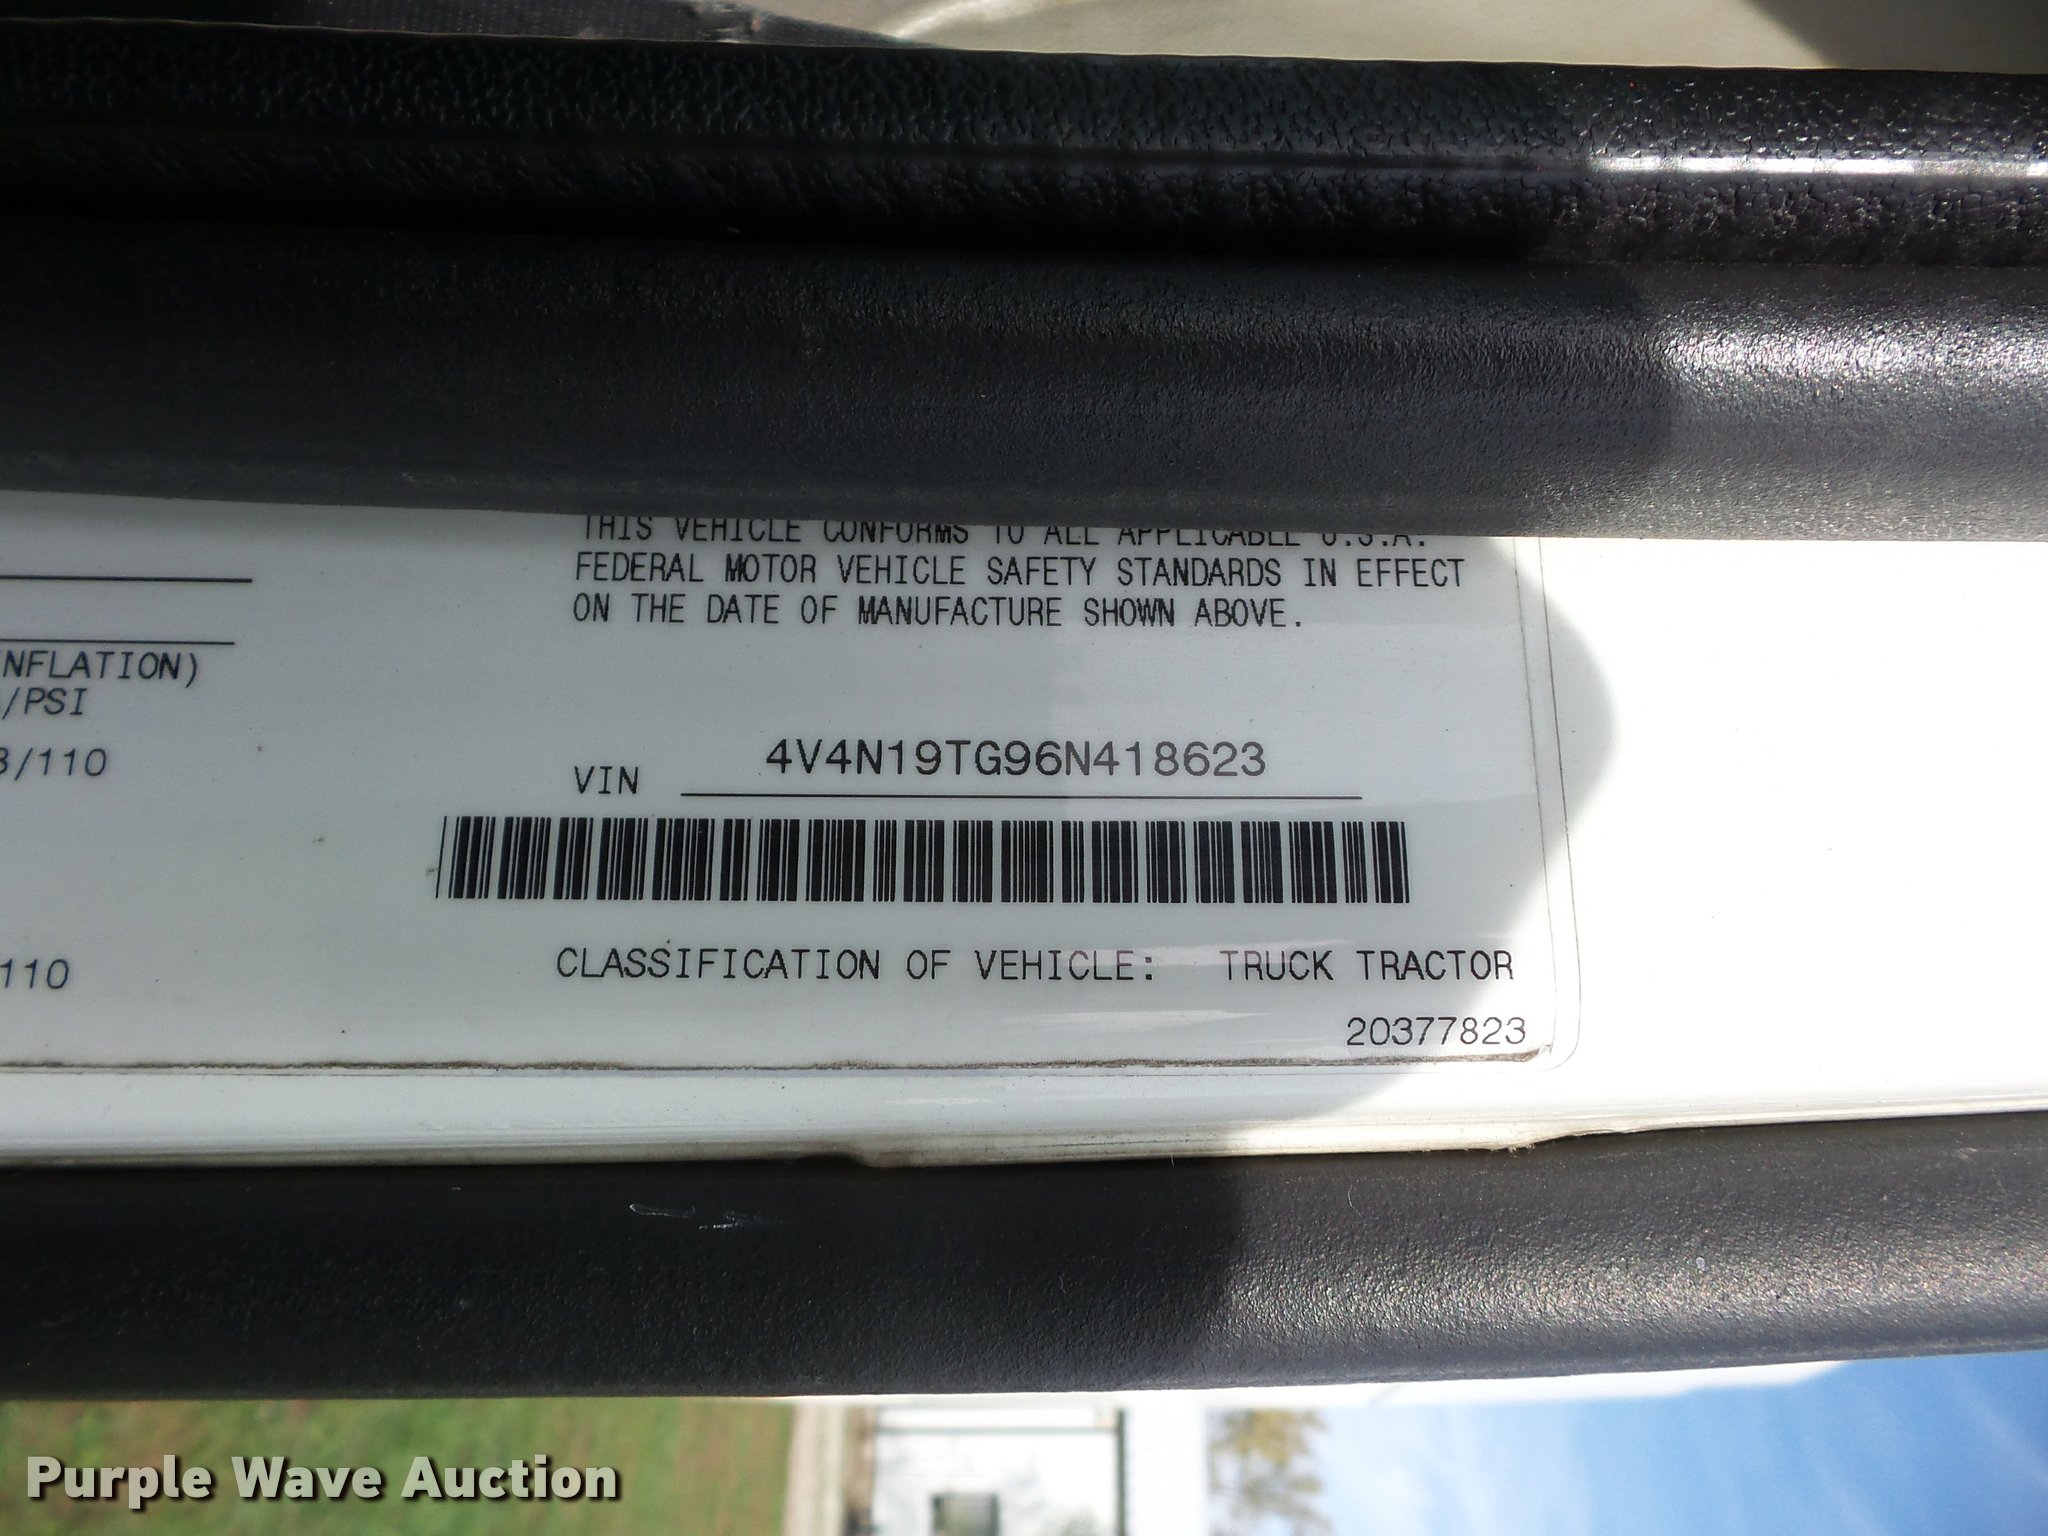 THIS VEHICLE CONFORMS TO ALL APPLICABLE U.S.A.
FEDERAL MOTOR VEHICLE SAFETY STANDARDS IN EFFECT
ON THE DATE OF MANUFACTURE SHOWN ABOVE.
NFLATION)
/PSI
/110
VIN 4V4N19TG96N418623
110
CLASSIFICATION OF VEHICLE: TRUCK TRACTOR
20377823
Purple Wave Auction